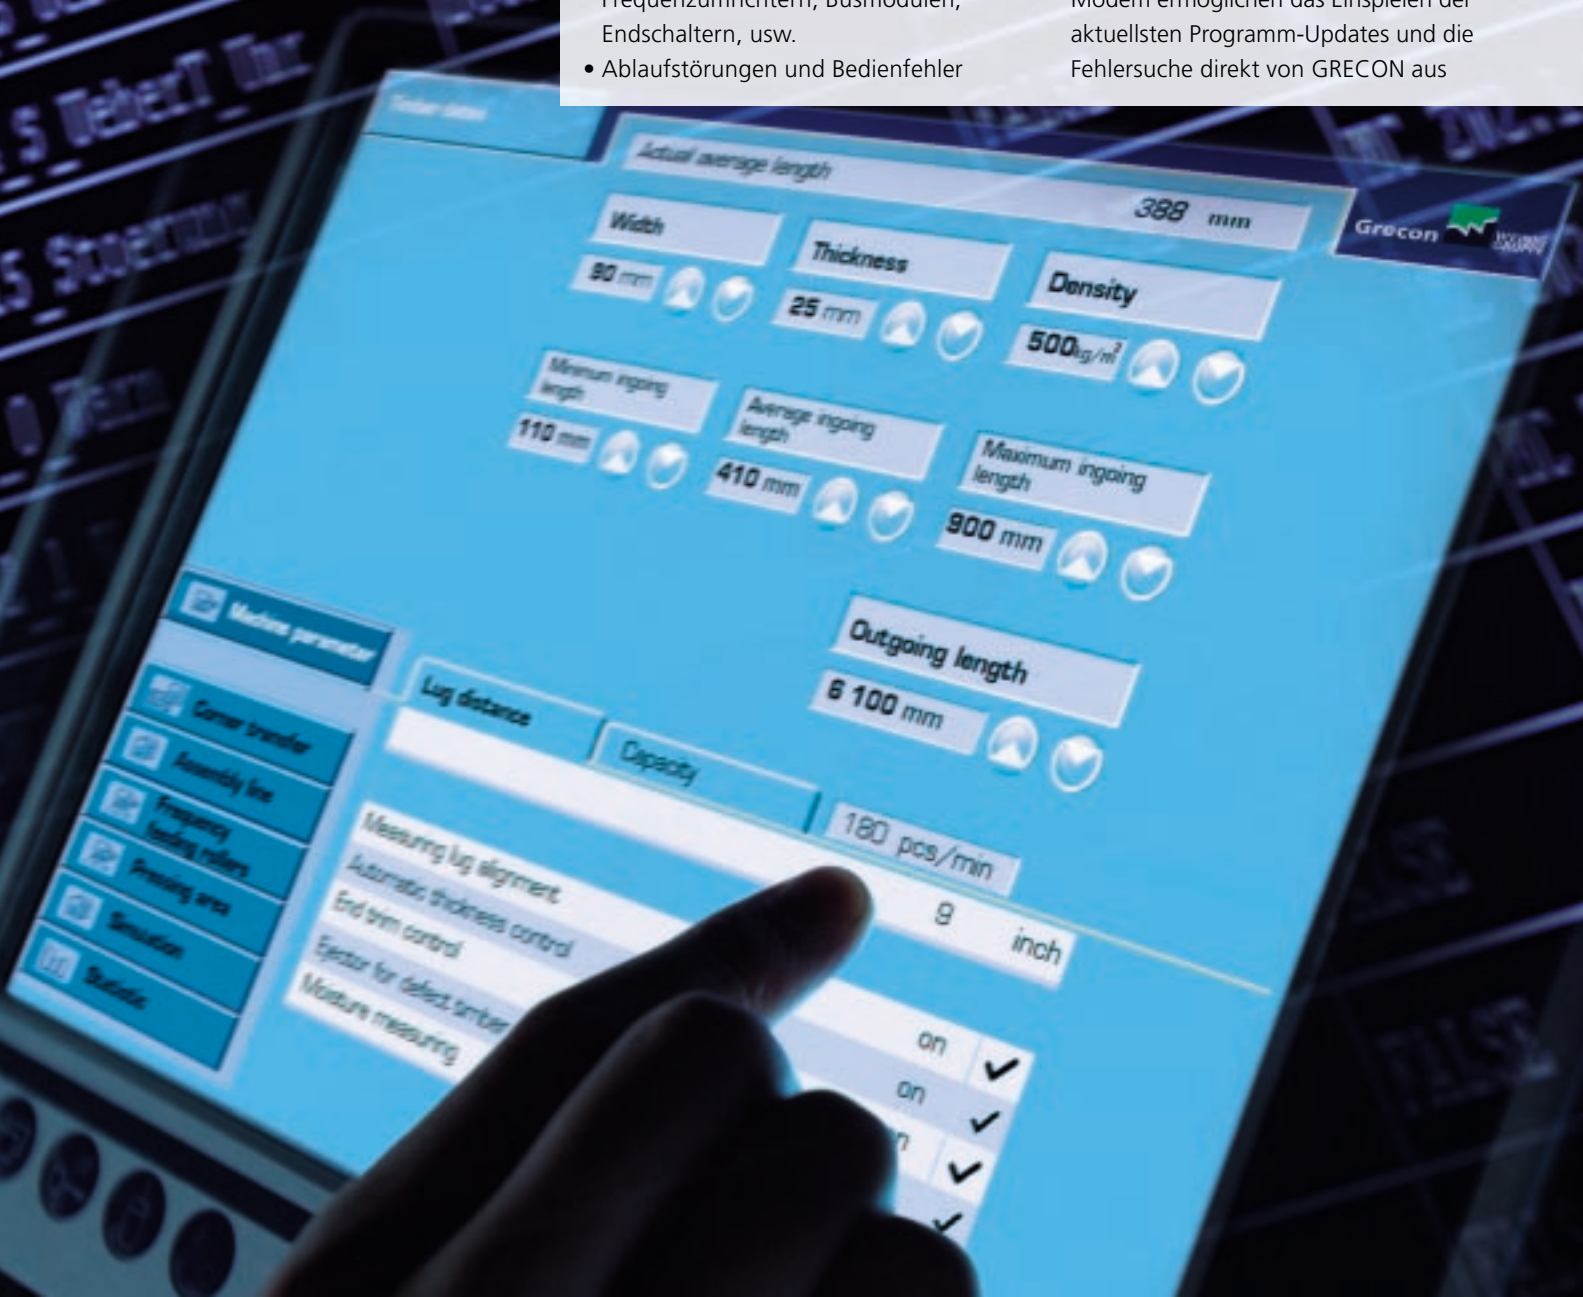 Frequenzumrichtern, Busmodulen,
Endschaltern, usw.
• Ablaufstörungen und Bedienfehler
Modem ermöglichen das Einspielen der
aktuellsten Programm-Updates und die
Fehlersuche direkt von GRECON aus
Actual average length
388 mm
Grecon
Width
90 mm
Thickness
25 mm
Density
500 kg/m³
Minimum ingoing
length
110 mm
Average ingoing
length
410 mm
Maximum ingoing
length
900 mm
Outgoing length
6 100 mm
Machine parameter
Corner transfer
Assembly line
Frequency
feeding rollers
Pressing area
Simulation
Statistic
Lug distance
Capacity
180 pcs/min
9 inch
Measuring lug alignment
on
Automatic thickness control
on
End trim control
Ejector for defect timber
Moisture measuring
FALSE